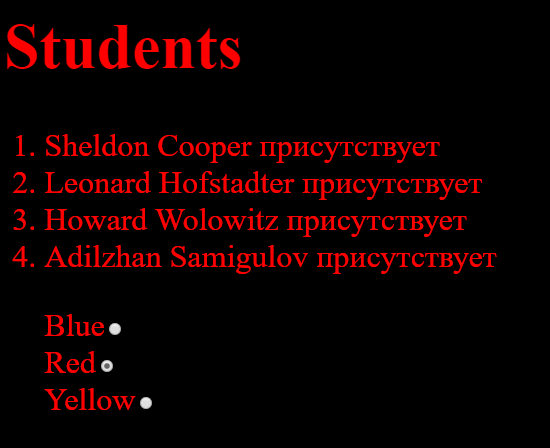 Students
1. Sheldon Cooper присутствует
2. Leonard Hofstadter присутствует
3. Howard Wolowitz присутствует
4. Adilzhan Samigulov присутствует
Blue
Red
Yellow